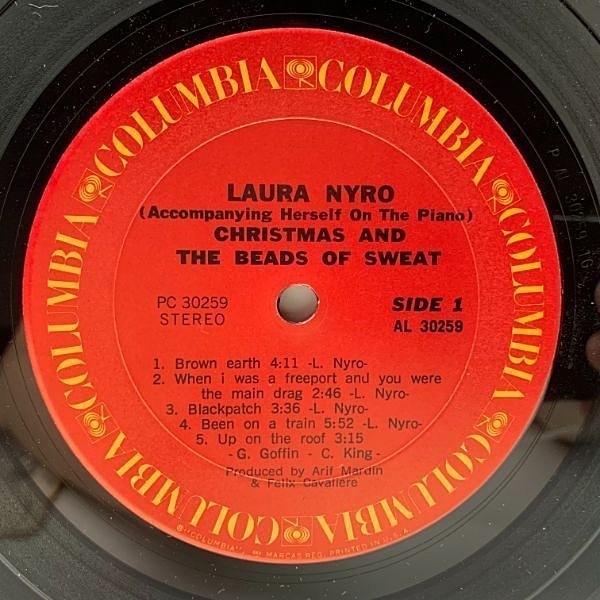 COLUMBIA COLUMBIA COLUMBIA COLUMBIA COLUMBIA COLUMBIA
LAURA NYRO
(Accompanying Herself On The Piano)
CHRISTMAS AND
THE BEADS OF SWEAT
PC 30259
STEREO
SIDE 1
AL 30259
1. Brown earth 4:11 -L. Nyro-
2. When i was a freeport and you were
the main drag 2:46 -L. Nyro-
3. Blackpatch 3:36 -L. Nyro-
4. Been on a train 5:52 -L. Nyro-
5. Up on the roof 3:15
-G. Goffin - C. King-
Produced by Arif Mardin
& Felix Cavaliere
®"COLUMBIA", MARCAS REG. PRINTED IN U.S.A.